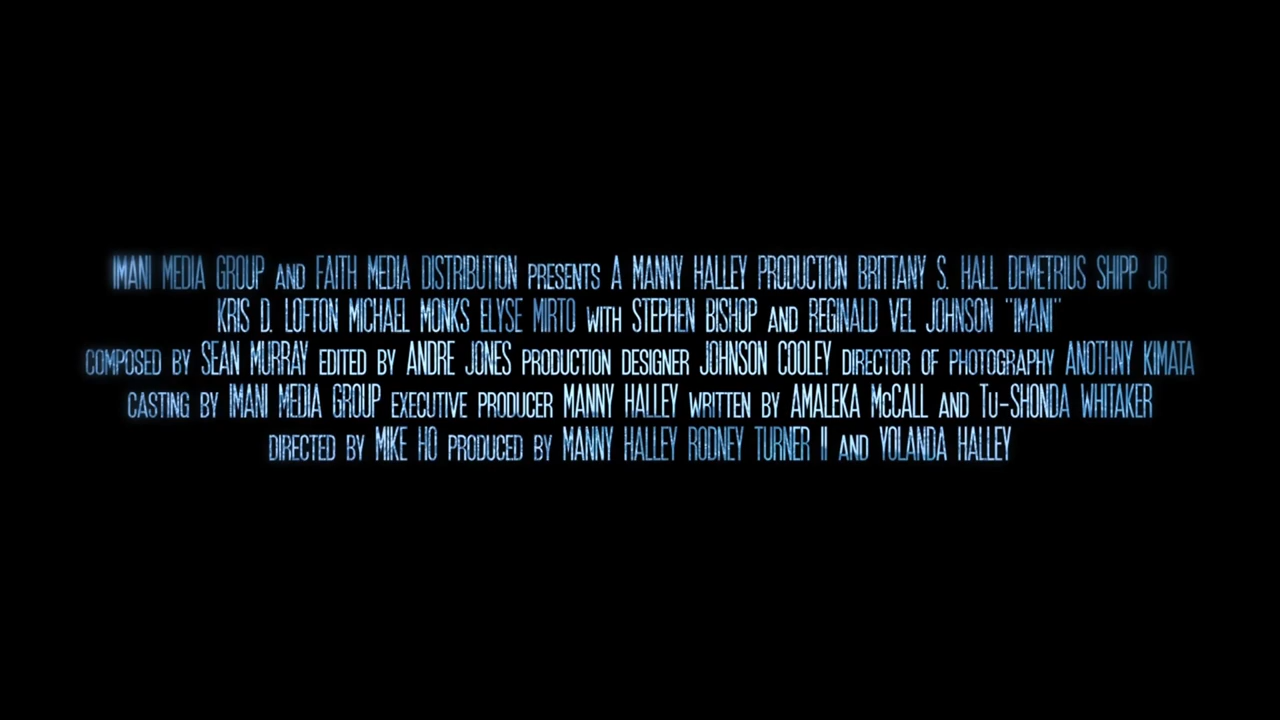 IMANI MEDIA GROUP AND FAITH MEDIA DISTRIBUTION PRESENTS A MANNY HALLEY PRODUCTION BRITTANY S. HALL DEMETRIUS SHIPP JR
KRIS D. LOFTON MICHAEL MONKS ELYSE MIRTO WITH STEPHEN BISHOP AND REGINALD VEL JOHNSON "IMANI"
COMPOSED BY SEAN MURRAY EDITED BY ANDRE JONES PRODUCTION DESIGNER JOHNSON COOLEY DIRECTOR OF PHOTOGRAPHY ANOTHNY KIMATA
CASTING BY IMANI MEDIA GROUP EXECUTIVE PRODUCER MANNY HALLEY WRITTEN BY AMALEKA McCALL AND Tu-SHONDA WHITAKER
DIRECTED BY MIKE HO PRODUCED BY MANNY HALLEY RODNEY TURNER II AND YOLANDA HALLEY